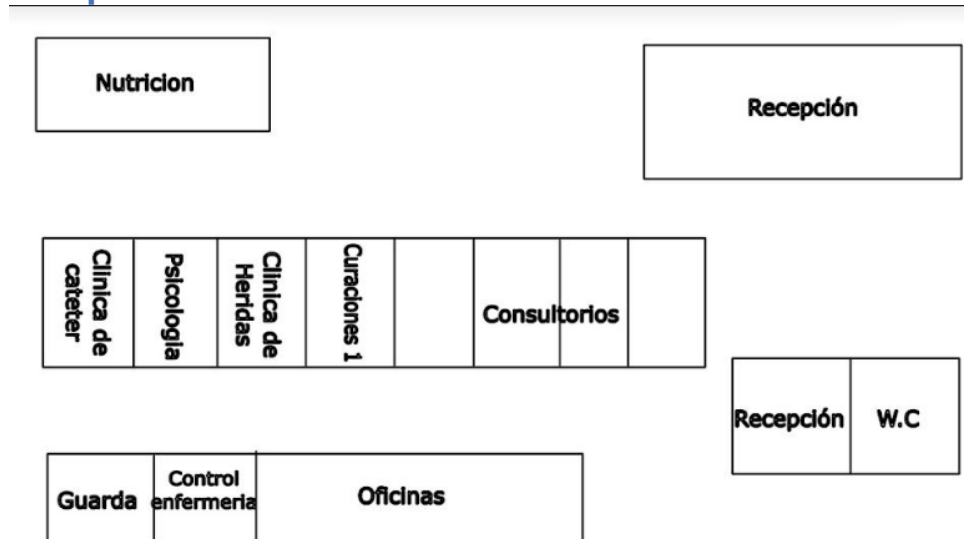 Nutricion
Recepción
Clinica de
cateter
Psicologia
Clinica de
Heridas
Curaciones 1
Consultorios
Recepción
W.C
Guarda
Control
enfermeria
Oficinas